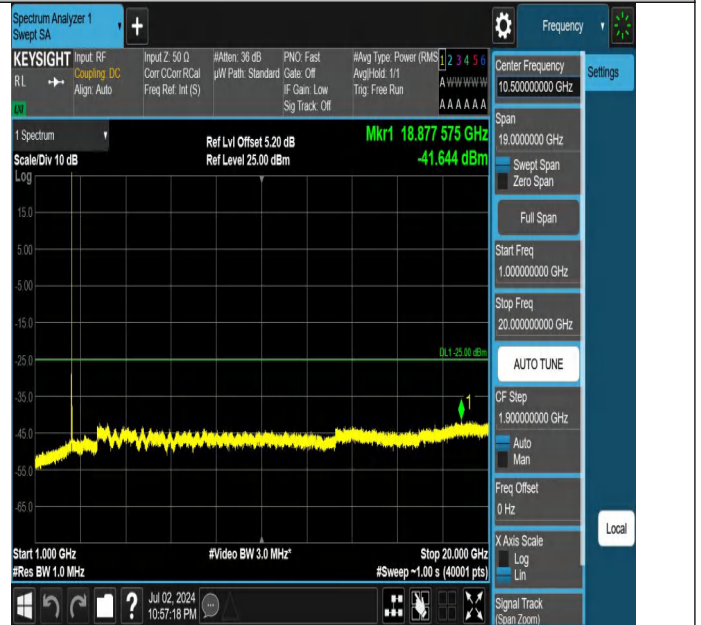 Spectrum Analyzer 1
Swept SA
+
Frequency
KEYSIGHT
RL
Input: RF
Coupling: DC
Align: Auto
Input Z: 50 Ω
Corr CCorr RCal
Freq Ref: Int (S)
#Atten: 36 dB
µW Path: Standard
PNO: Fast
Gate: Off
IF Gain: Low
Sig Track: Off
#Avg Type: Power (RMS
Avg|Hold: 1/1
Trig: Free Run
1 2 3 4 5 6
A W W W W W
A A A A A A
1 Spectrum
Scale/Div 10 dB
Ref Lvl Offset 5.20 dB
Ref Level 25.00 dBm
Mkr1 18.877 575 GHz
-41.644 dBm
Log
15.0
5.00
-5.00
-15.0
-25.0
-35.0
-45.0
-55.0
-65.0
DL1 -25.00 dBm
1
Start 1.000 GHz
#Res BW 1.0 MHz
#Video BW 3.0 MHz*
Stop 20.000 GHz
#Sweep ~1.00 s (40001 pts)
Center Frequency
10.500000000 GHz
Settings
Span
19.0000000 GHz
Swept Span
Zero Span
Full Span
Start Freq
1.000000000 GHz
Stop Freq
20.000000000 GHz
AUTO TUNE
CF Step
1.900000000 GHz
Auto
Man
Freq Offset
0 Hz
X Axis Scale
Log
Lin
Local
Signal Track
(Span Zoom)
?
Jul 02, 2024
10:57:18 PM